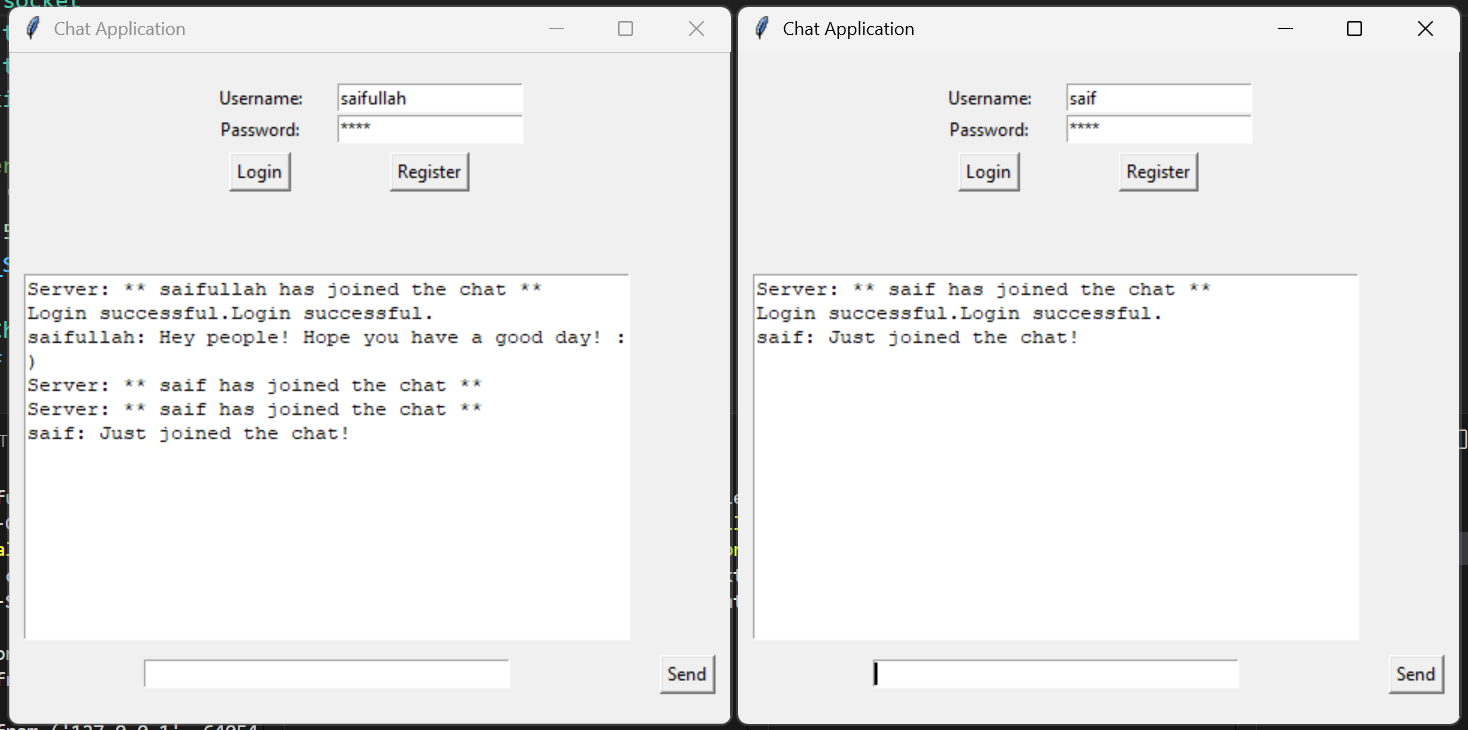 socket
Chat Application
Username: saifullah
Password: ****
Login Register
Server: ** saifullah has joined the chat **
Login successful.Login successful.
saifullah: Hey people! Hope you have a good day! :
)
Server: ** saif has joined the chat **
Server: ** saif has joined the chat **
saif: Just joined the chat!
Send
Chat Application
Username: saif
Password: ****
Login Register
Server: ** saif has joined the chat **
Login successful.Login successful.
saif: Just joined the chat!
Send